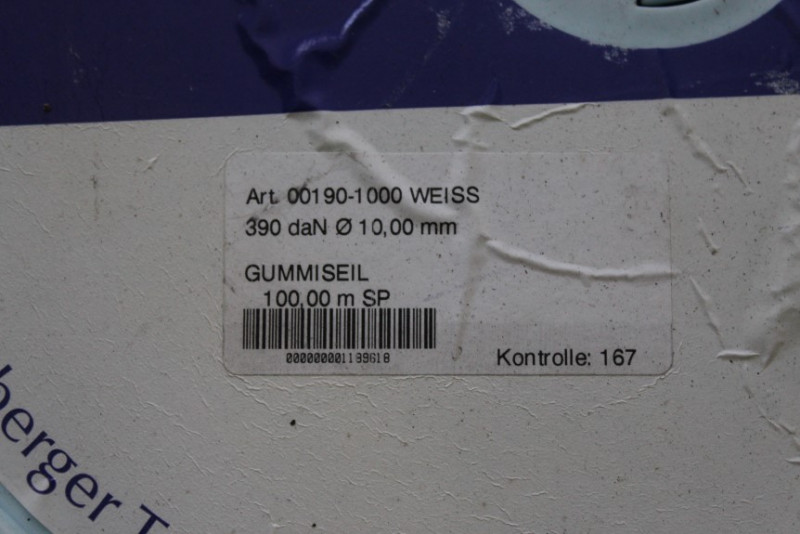 Art. 00190-1000 WEISS
390 daN Ø 10,00 mm
GUMMISEIL
100,00 m SP
000000001189618
Kontrolle: 167
berger T